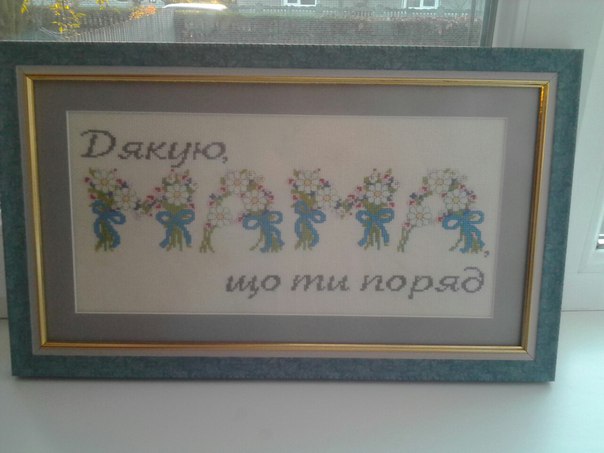 Дякую,
МАМА,
що ти поряд